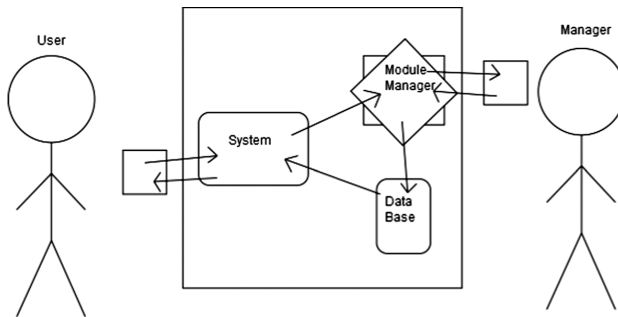 User
Manager
Module
Manager
System
Data
Base